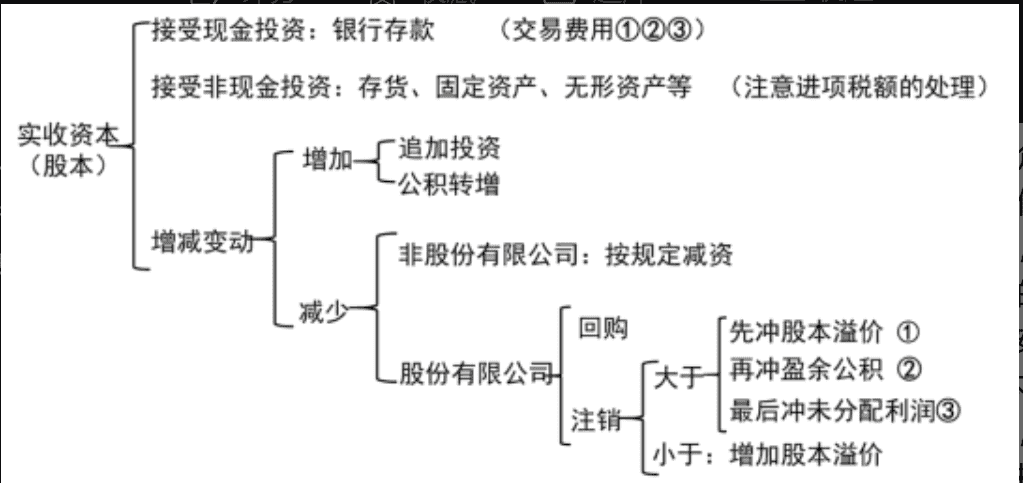 接受现金投资：银行存款 （交易费用①②③）
接受非现金投资：存货、固定资产、无形资产等 （注意进项税额的处理）
实收资本
（股本）
增减变动
增加
追加投资
公积转增
减少
非股份有限公司：按规定减资
股份有限公司
回购
注销
大于
先冲股本溢价 ①
再冲盈余公积 ②
最后冲未分配利润③
小于：增加股本溢价